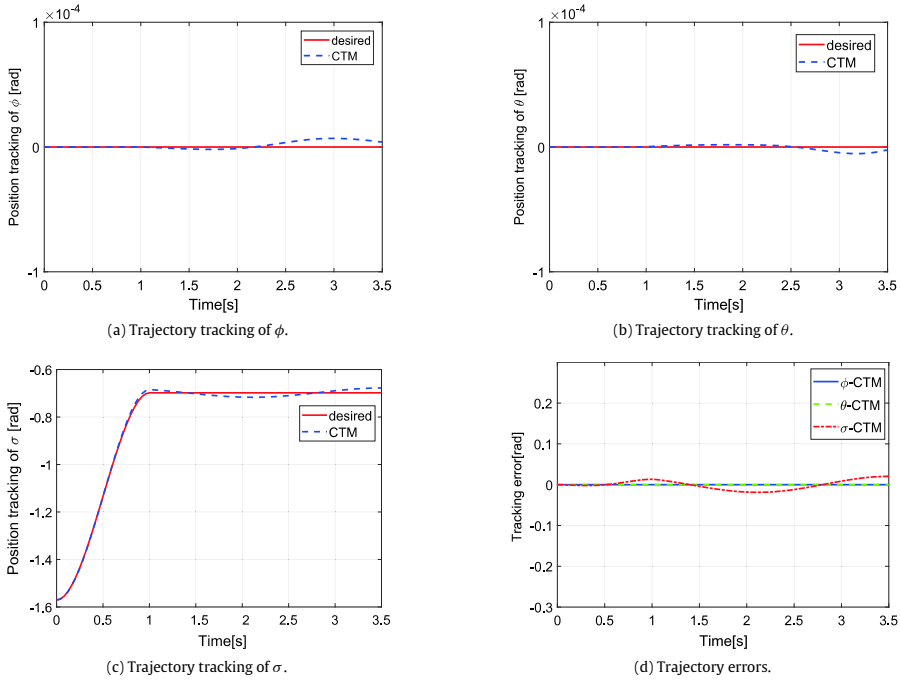 1 ×10⁻⁴
desired
CTM
Position tracking of ϕ [rad]
0
-1
0 0.5 1 1.5 2 2.5 3 3.5
Time[s]
(a) Trajectory tracking of ϕ.
1 ×10⁻⁴
desired
CTM
Position tracking of θ [rad]
0
-1
0 0.5 1 1.5 2 2.5 3 3.5
Time[s]
(b) Trajectory tracking of θ.
-0.6
-0.8
-1
-1.2
-1.4
-1.6
desired
CTM
Position tracking of σ [rad]
0 0.5 1 1.5 2 2.5 3 3.5
Time[s]
(c) Trajectory tracking of σ.
ϕ-CTM
θ-CTM
σ-CTM
0.2
0.1
0
-0.1
-0.2
-0.3
Tracking error[rad]
0 0.5 1 1.5 2 2.5 3 3.5
Time[s]
(d) Trajectory errors.